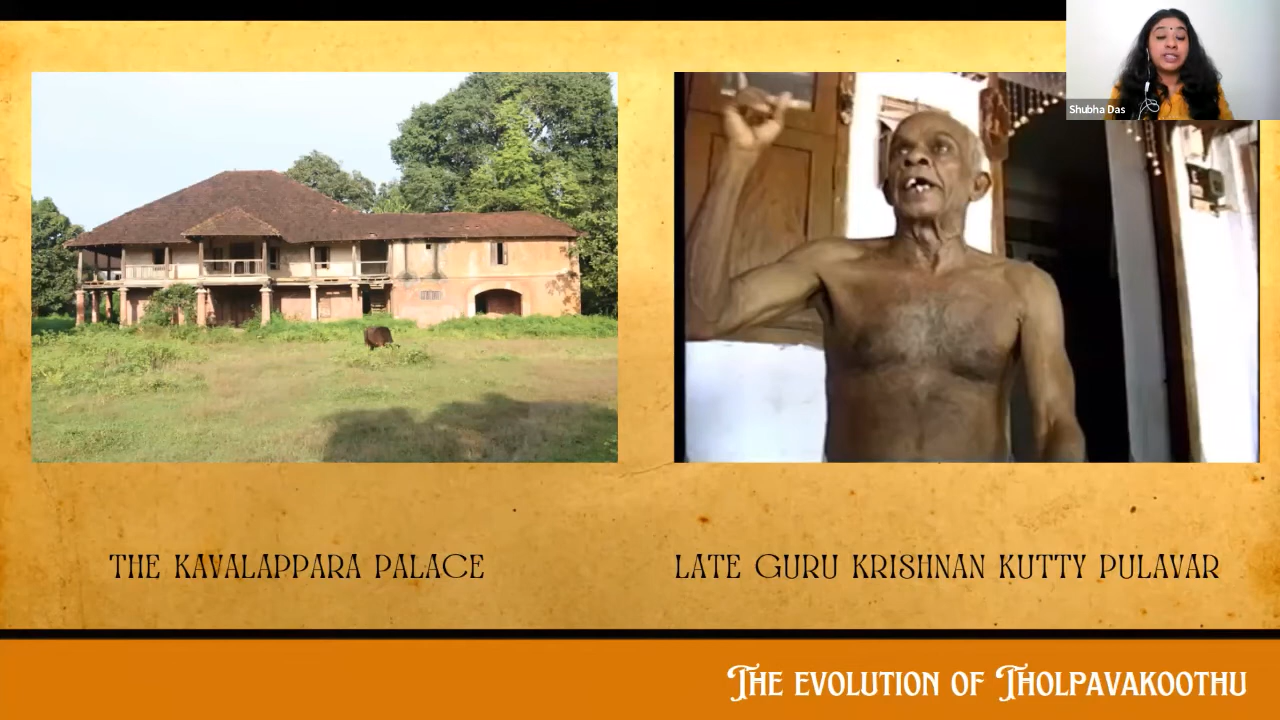 Shubha Das
THE KAVALAPPARA PALACE
LATE GURU KRISHNAN KUTTY PULAVAR
THE EVOLUTION OF THOLPAVAKOOTHU